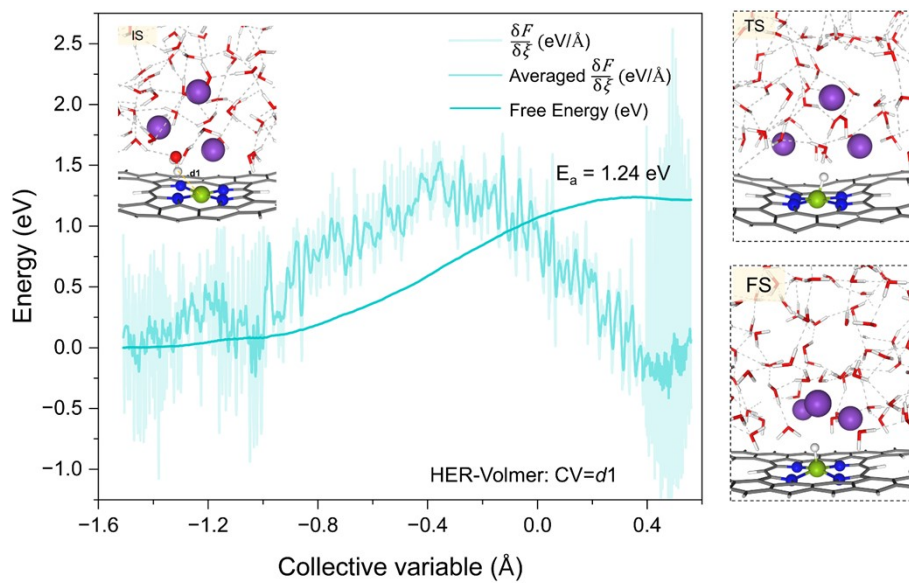 IS
d1
δF/δξ (eV/Å)
Averaged δF/δξ (eV/Å)
Free Energy (eV)
Eₐ = 1.24 eV
HER-Volmer: CV=d1
Energy (eV)
2.5
2.0
1.5
1.0
0.5
0.0
−0.5
−1.0
−1.6
−1.2
−0.8
−0.4
0.0
0.4
Collective variable (Å)
TS
FS